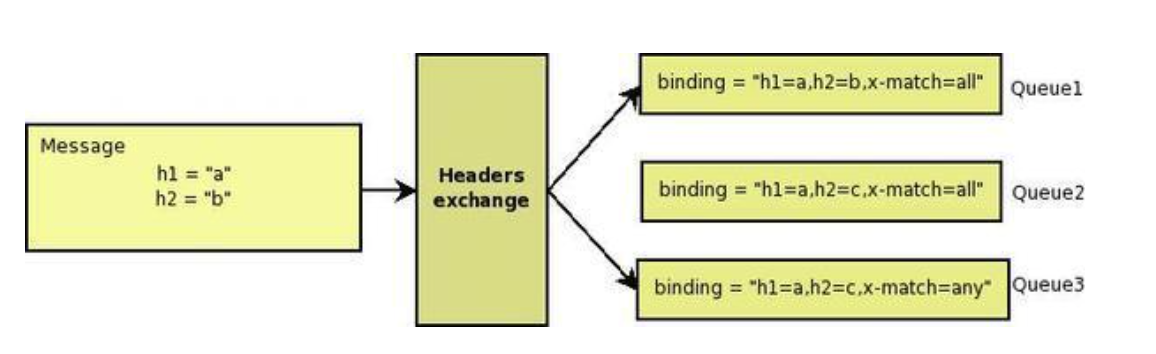 Message
h1 = "a"
h2 = "b"
Headers
exchange
binding = "h1=a,h2=b,x-match=all"
Queue1
binding = "h1=a,h2=c,x-match=all"
Queue2
binding = "h1=a,h2=c,x-match=any"
Queue3